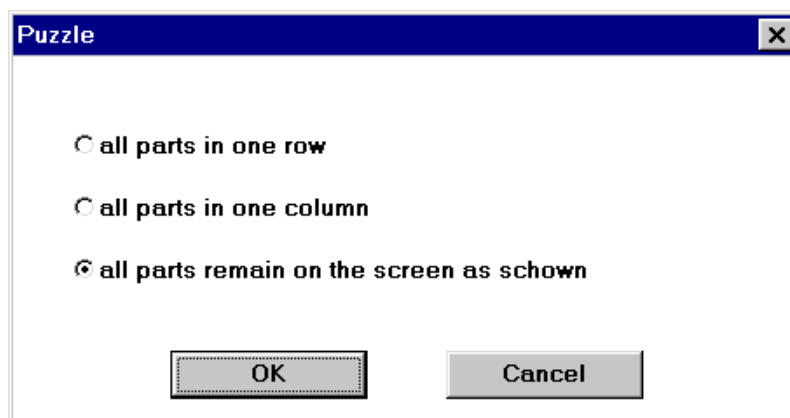 Puzzle
all parts in one row
all parts in one column
all parts remain on the screen as schown
OK Cancel